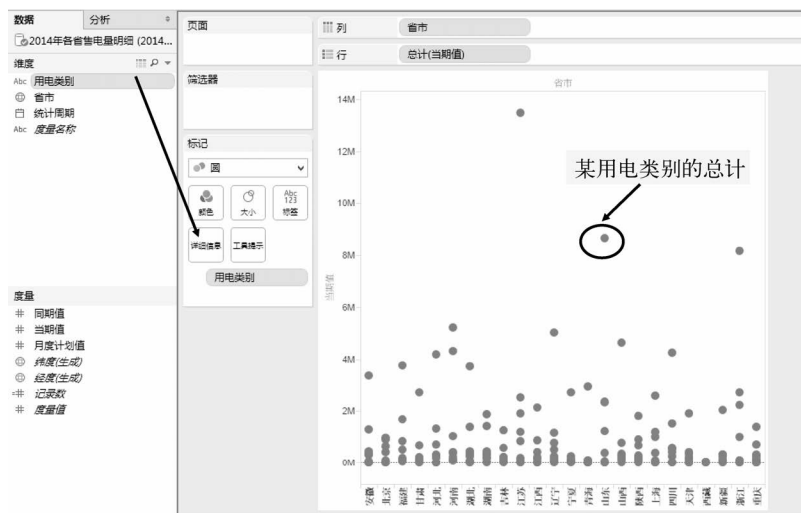 数据 分析
2014年各省售电量明细 (2014...
维度
Abc 用电类别
省市
统计周期
Abc 度量名称
度量
# 同期值
# 当期值
# 月度计划值
纬度(生成)
经度(生成)
=# 记录数
# 度量值
页面
筛选器
标记
圆
颜色 大小 Abc 123 标签
详细信息 工具提示
用电类别
列 省市
行 总计(当期值)
省市
14M
12M
某用电类别的总计
10M
8M
当期值
6M
4M
2M
0M
安徽 北京 福建 甘肃 河北 河南 湖北 湖南 吉林 江苏 江西 辽宁 宁夏 青海 山东 山西 陕西 上海 四川 天津 西藏 新疆 浙江 重庆